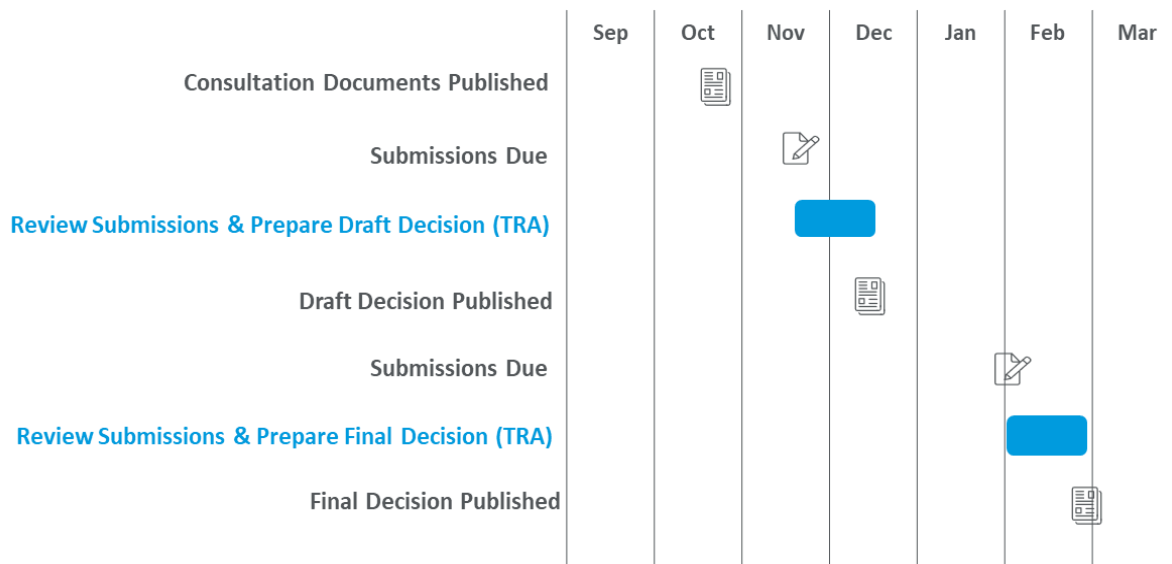 Sep Oct Nov Dec Jan Feb Mar
Consultation Documents Published
Submissions Due
Review Submissions & Prepare Draft Decision (TRA)
Draft Decision Published
Submissions Due
Review Submissions & Prepare Final Decision (TRA)
Final Decision Published